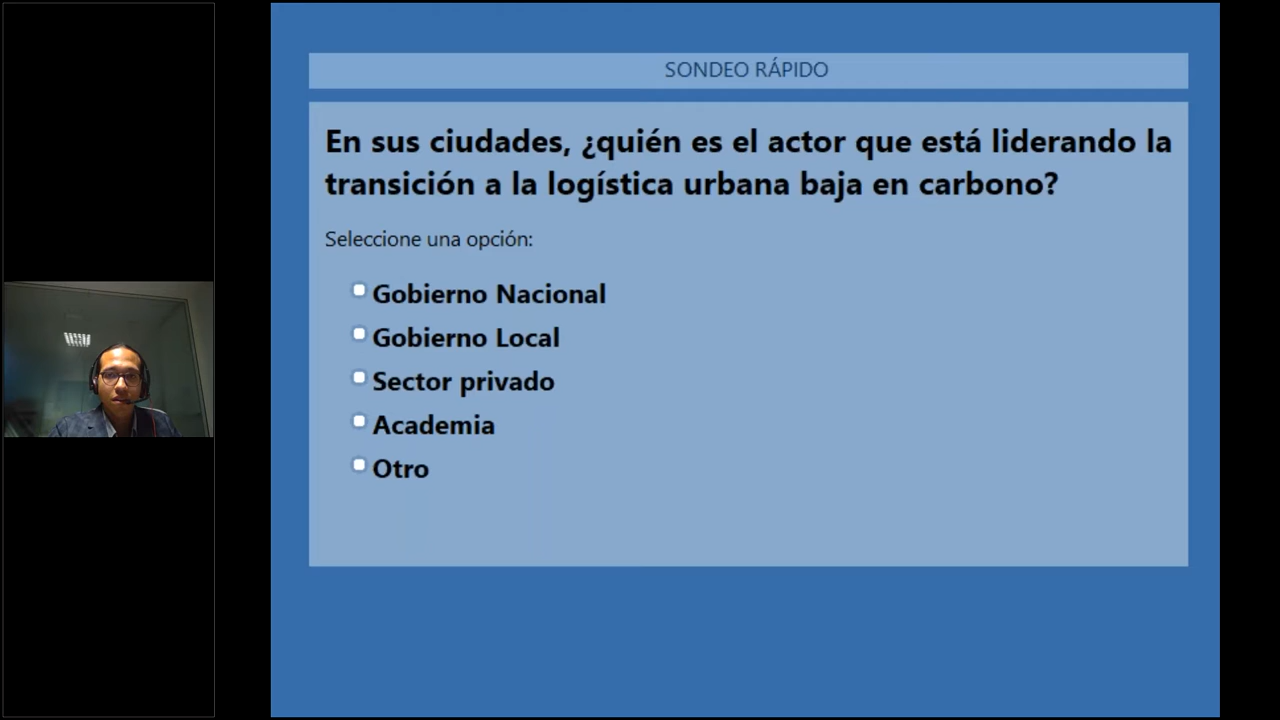 SONDEO RÁPIDO
En sus ciudades, ¿quién es el actor que está liderando la
transición a la logística urbana baja en carbono?
Seleccione una opción:
Gobierno Nacional
Gobierno Local
Sector privado
Academia
Otro